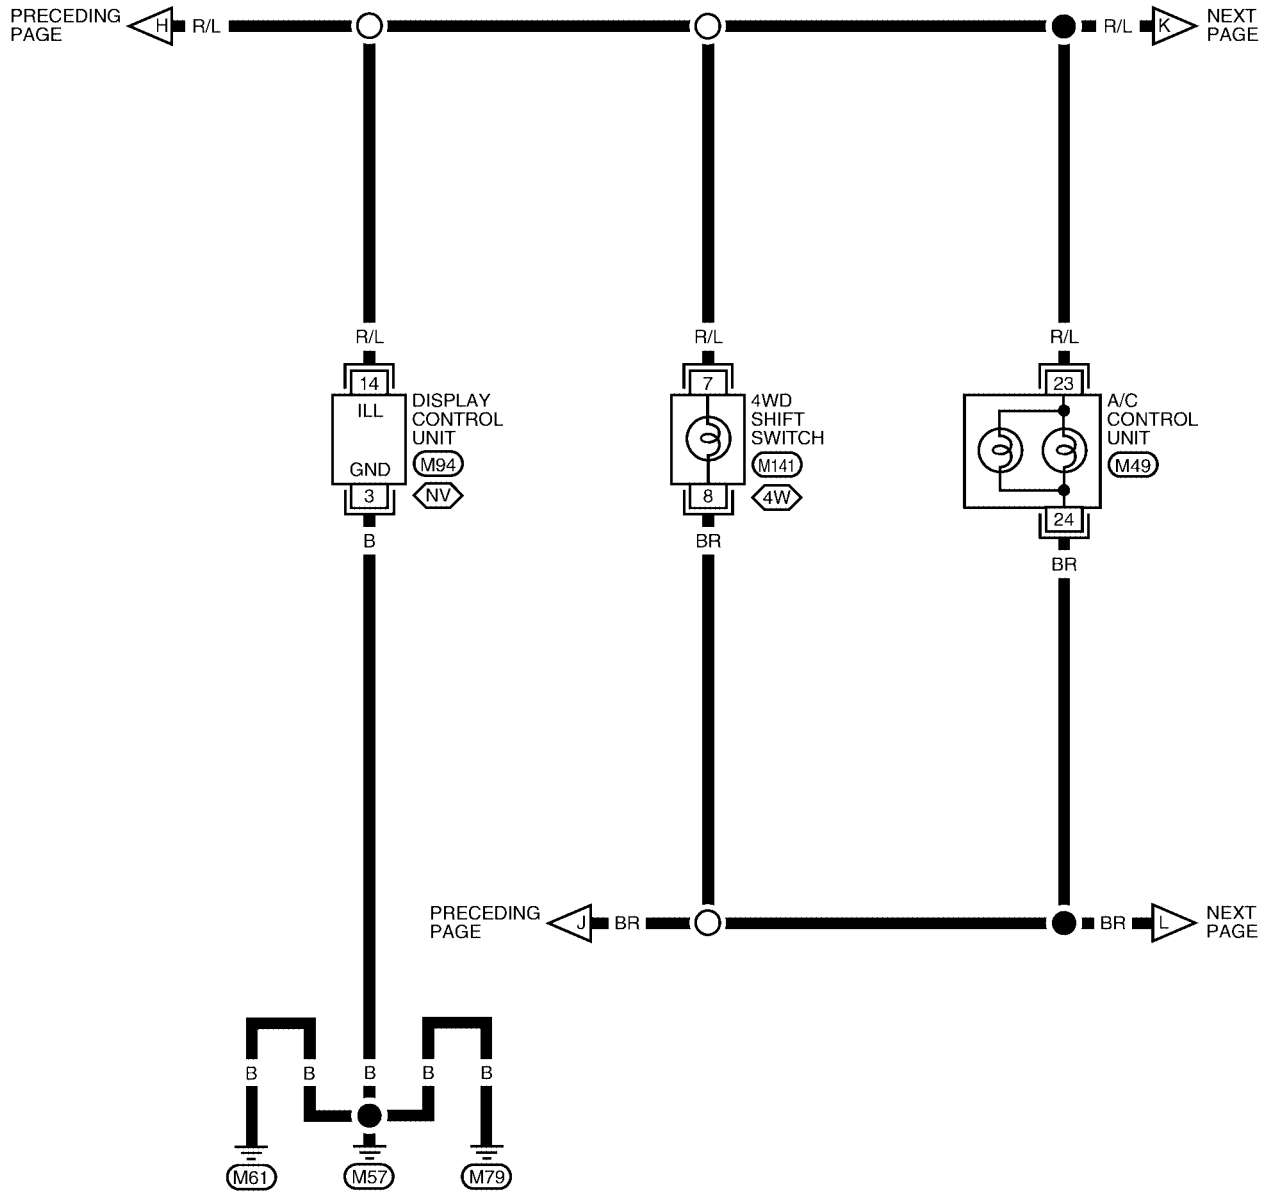 PRECEDING
PAGE
H
R/L
R/L
K
NEXT
PAGE
R/L
R/L
R/L
14
ILL
GND
3
DISPLAY
CONTROL
UNIT
M94
NV
7
8
4WD
SHIFT
SWITCH
M141
4W
23
24
A/C
CONTROL
UNIT
M49
B
BR
BR
PRECEDING
PAGE
J
BR
BR
L
NEXT
PAGE
B
B
B
B
B
M61
M57
M79